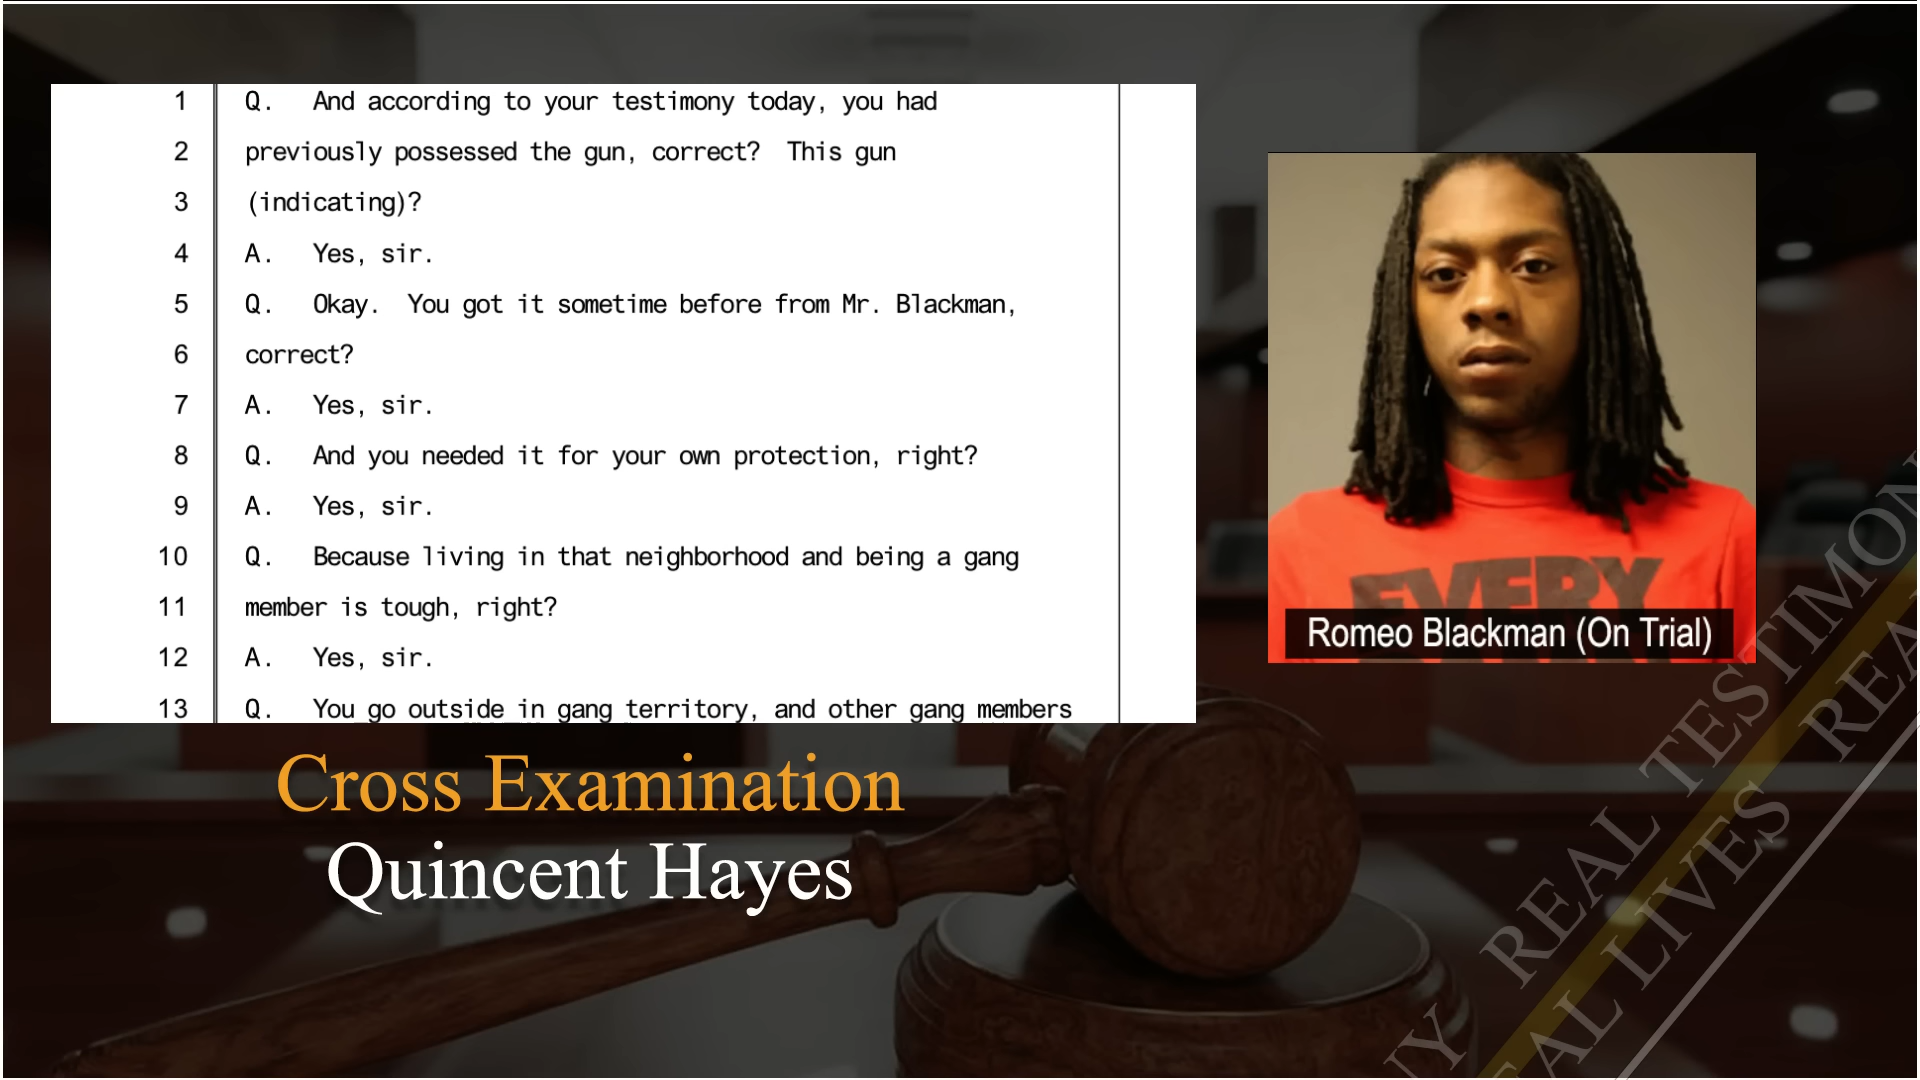 1 Q. And according to your testimony today, you had
2 previously possessed the gun, correct? This gun
3 (indicating)?
4 A. Yes, sir.
5 Q. Okay. You got it sometime before from Mr. Blackman,
6 correct?
7 A. Yes, sir.
8 Q. And you needed it for your own protection, right?
9 A. Yes, sir.
10 Q. Because living in that neighborhood and being a gang
11 member is tough, right?
12 A. Yes, sir.
13 Q. You go outside in gang territory, and other gang members
EVERY
Romeo Blackman (On Trial)
Cross Examination
Quincent Hayes
REAL TESTIMON
REAL LIVES